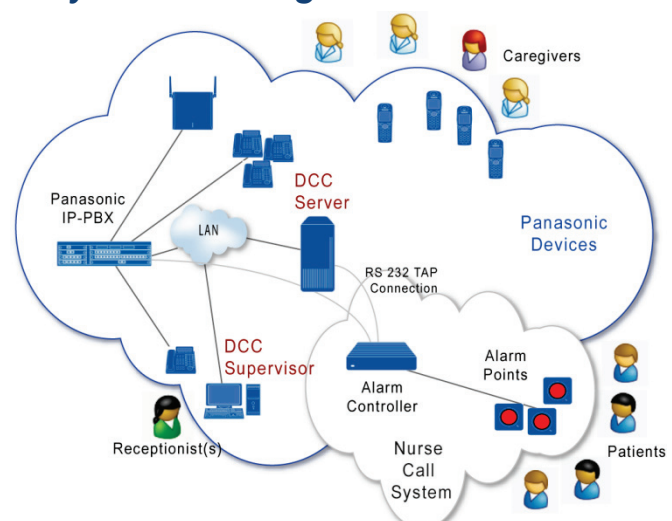 Caregivers
Panasonic
IP-PBX
DCC
Server
LAN
Panasonic
Devices
RS 232 TAP
Connection
DCC
Supervisor
Alarm
Controller
Alarm
Points
Receptionist(s)
Nurse
Call
System
Patients